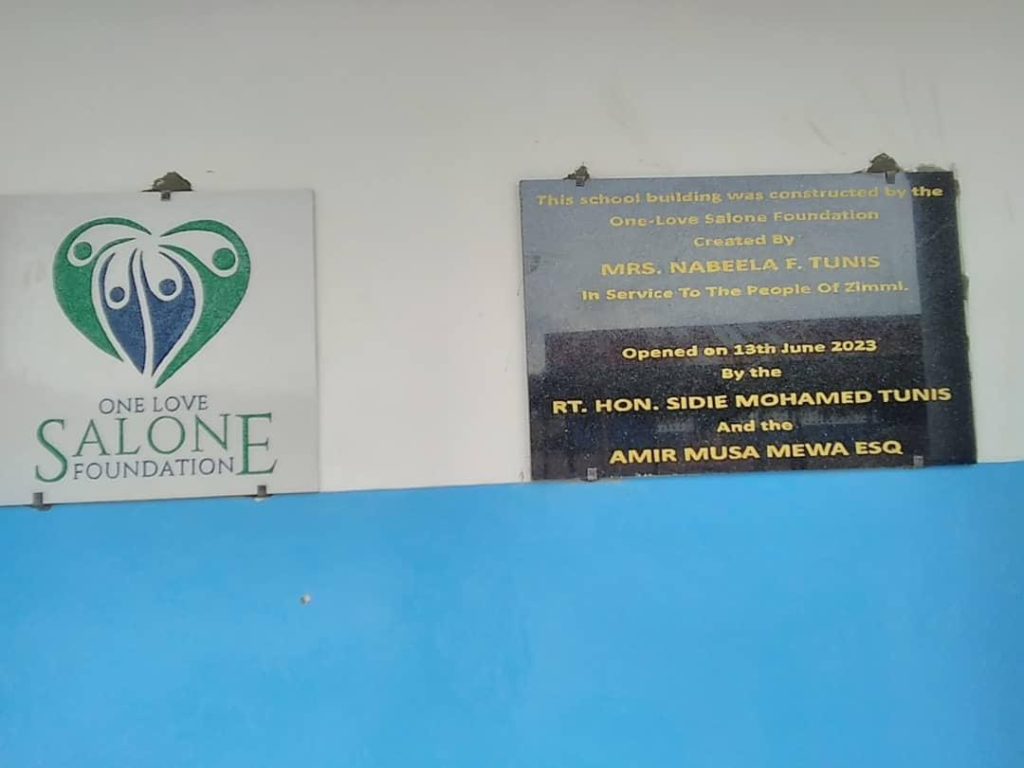 ONE LOVE
SALONE
FOUNDATION
This school building was constructed by the
One-Love Salone Foundation
Created By
MRS. NABEELA F. TUNIS
In Service To The People Of Zimmi.
Opened on 13th June 2023
By the
RT. HON. SIDIE MOHAMED TUNIS
And the
AMIR MUSA MEWA ESQ